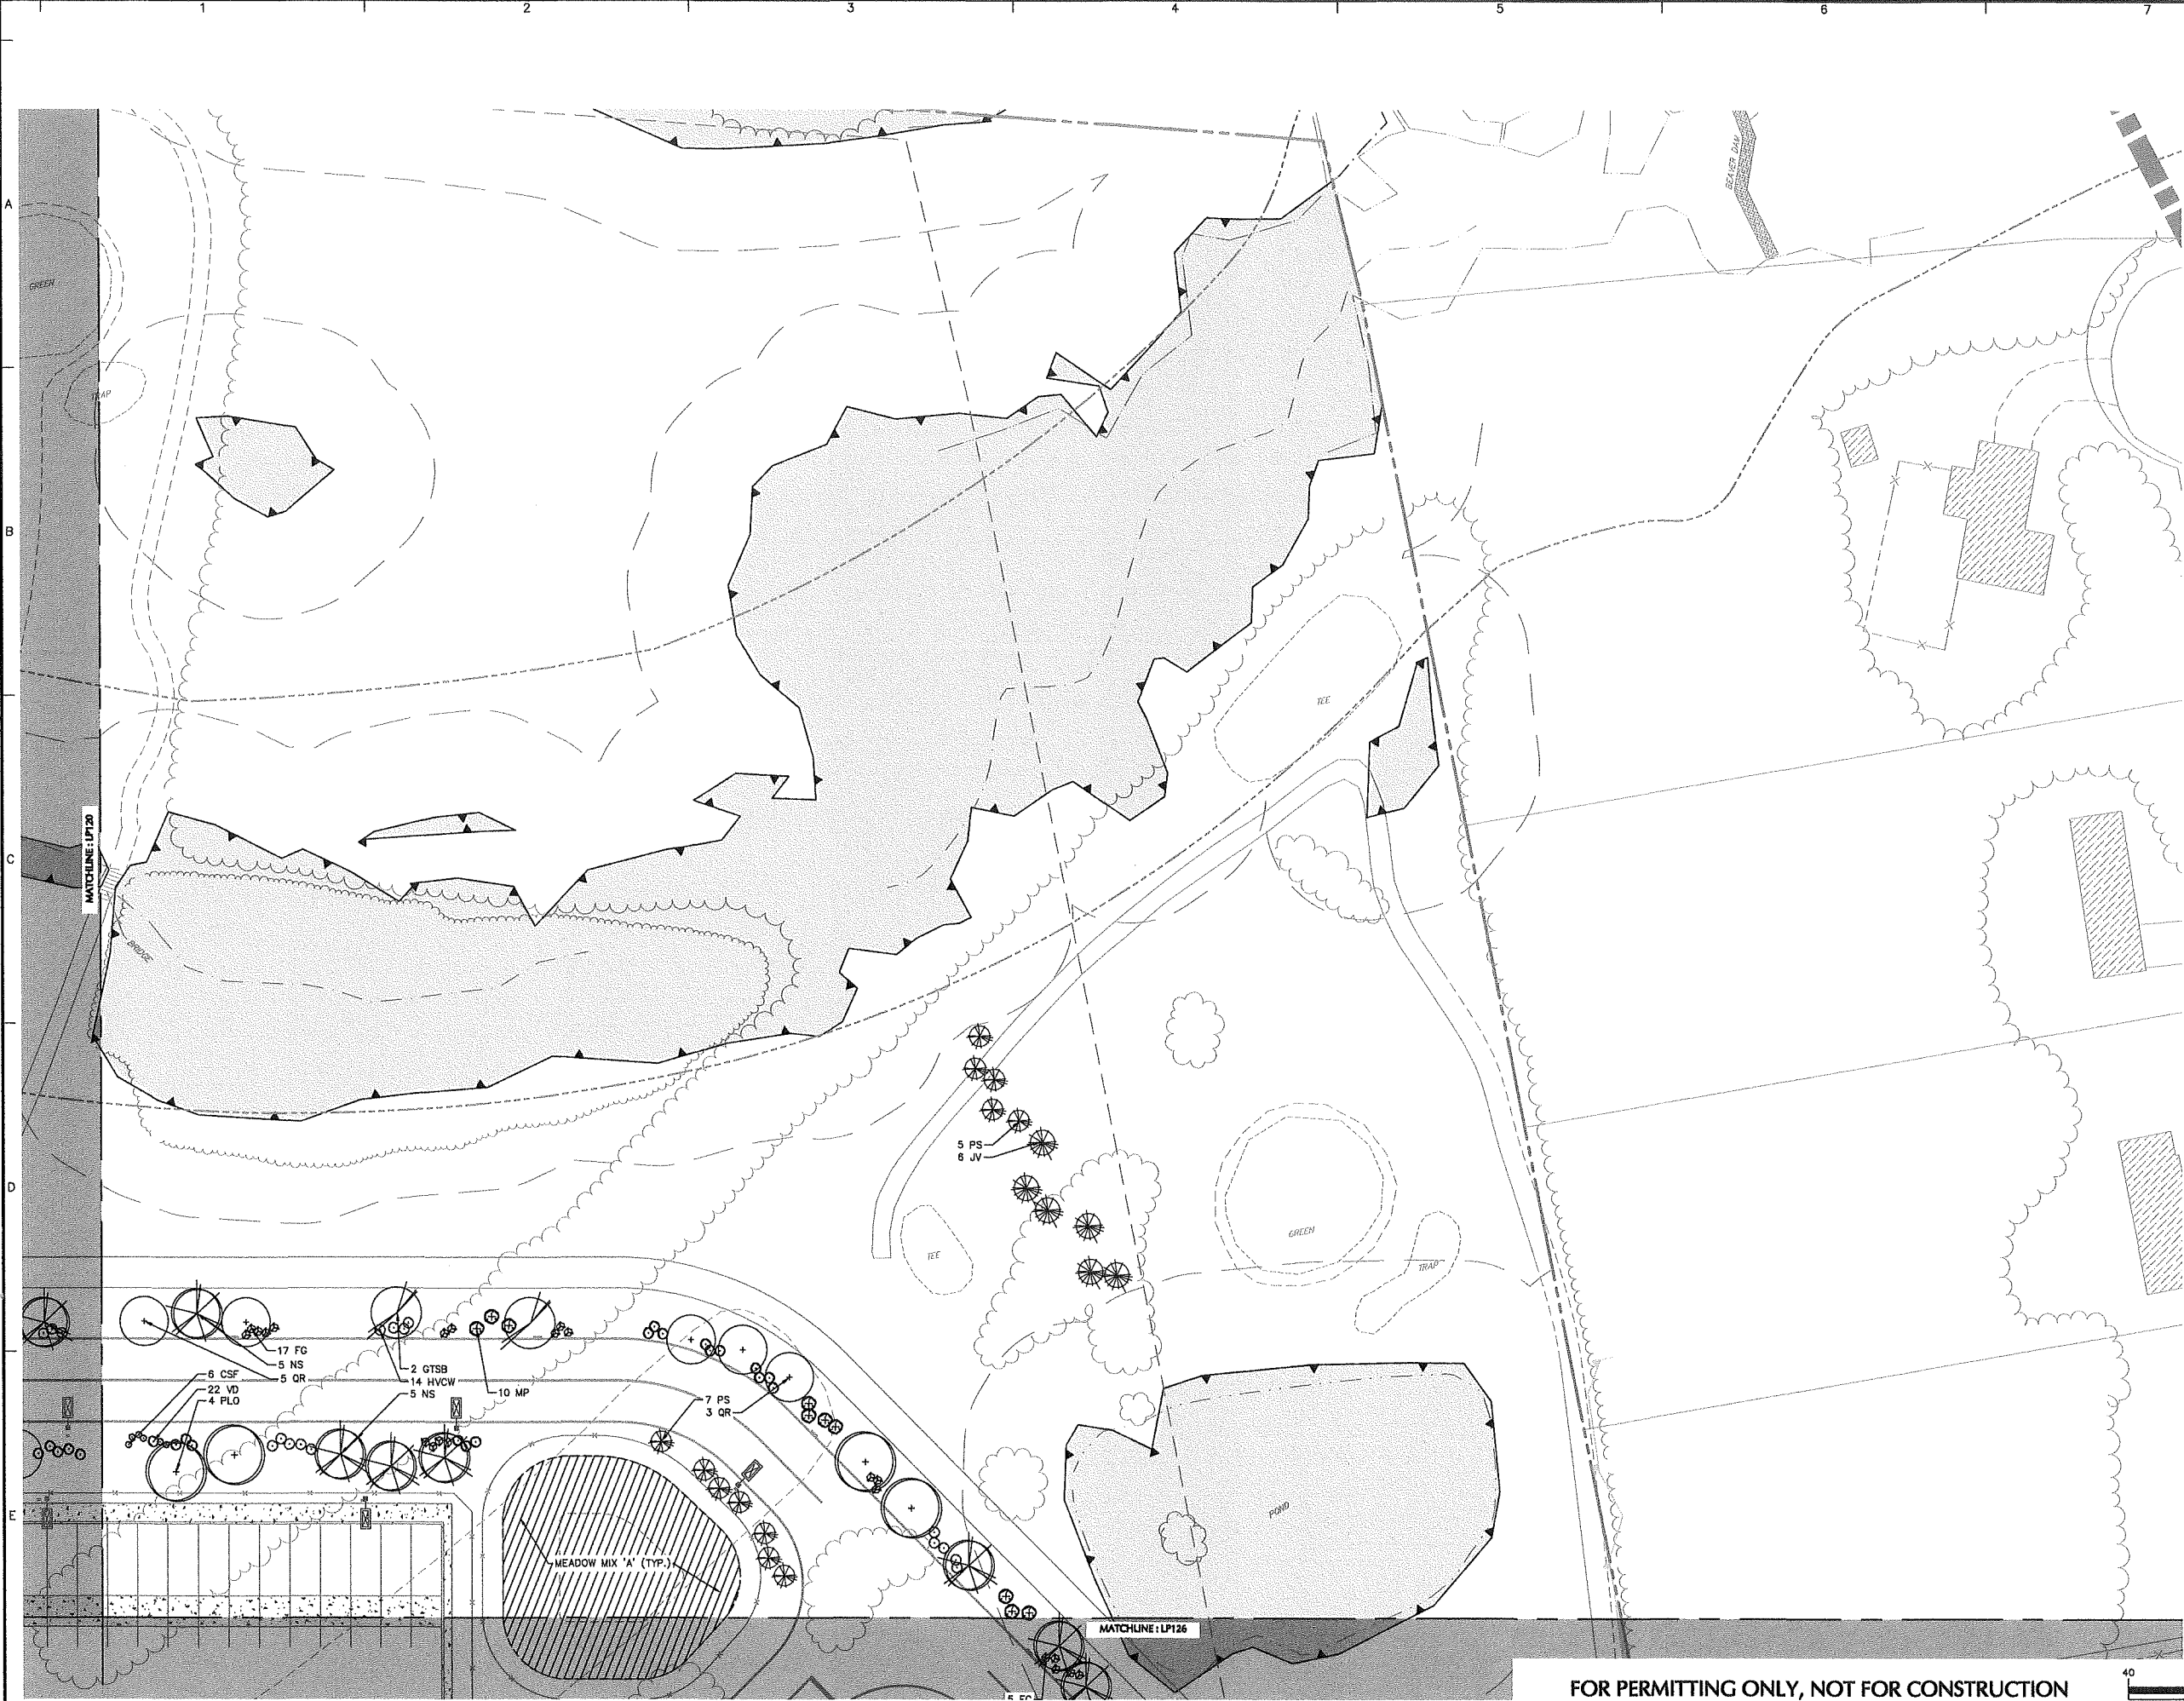 1 2 3 4 5 6 7
A
BEAVER DAM
GREEN
TRAP
B
TEE
MATCHLINE: LP120
C
BRIDGE
5 PS
6 JV
D
GREEN
TEE
TRAP
17 FG
5 NS
5 QR
2 GTSB
14 HVCW
5 NS
10 MP
6 CSF
22 VD
4 PLO
7 PS
3 QR
E
POND
MEADOW MIX 'A' (TYP.)
MATCHLINE: LP126
FOR PERMITTING ONLY, NOT FOR CONSTRUCTION
40